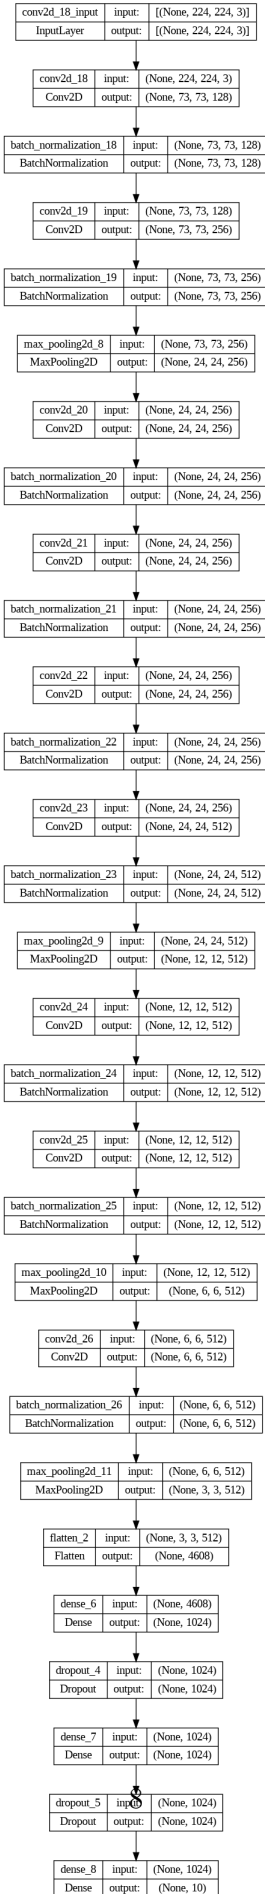 conv2d_18_input input: [(None, 224, 224, 3)]
InputLayer output: [(None, 224, 224, 3)]
conv2d_18 input: (None, 224, 224, 3)
Conv2D output: (None, 73, 73, 128)
batch_normalization_18 input: (None, 73, 73, 128)
BatchNormalization output: (None, 73, 73, 128)
conv2d_19 input: (None, 73, 73, 128)
Conv2D output: (None, 73, 73, 256)
batch_normalization_19 input: (None, 73, 73, 256)
BatchNormalization output: (None, 73, 73, 256)
max_pooling2d_8 input: (None, 73, 73, 256)
MaxPooling2D output: (None, 24, 24, 256)
conv2d_20 input: (None, 24, 24, 256)
Conv2D output: (None, 24, 24, 256)
batch_normalization_20 input: (None, 24, 24, 256)
BatchNormalization output: (None, 24, 24, 256)
conv2d_21 input: (None, 24, 24, 256)
Conv2D output: (None, 24, 24, 256)
batch_normalization_21 input: (None, 24, 24, 256)
BatchNormalization output: (None, 24, 24, 256)
conv2d_22 input: (None, 24, 24, 256)
Conv2D output: (None, 24, 24, 256)
batch_normalization_22 input: (None, 24, 24, 256)
BatchNormalization output: (None, 24, 24, 256)
conv2d_23 input: (None, 24, 24, 256)
Conv2D output: (None, 24, 24, 512)
batch_normalization_23 input: (None, 24, 24, 512)
BatchNormalization output: (None, 24, 24, 512)
max_pooling2d_9 input: (None, 24, 24, 512)
MaxPooling2D output: (None, 12, 12, 512)
conv2d_24 input: (None, 12, 12, 512)
Conv2D output: (None, 12, 12, 512)
batch_normalization_24 input: (None, 12, 12, 512)
BatchNormalization output: (None, 12, 12, 512)
conv2d_25 input: (None, 12, 12, 512)
Conv2D output: (None, 12, 12, 512)
batch_normalization_25 input: (None, 12, 12, 512)
BatchNormalization output: (None, 12, 12, 512)
max_pooling2d_10 input: (None, 12, 12, 512)
MaxPooling2D output: (None, 6, 6, 512)
conv2d_26 input: (None, 6, 6, 512)
Conv2D output: (None, 6, 6, 512)
batch_normalization_26 input: (None, 6, 6, 512)
BatchNormalization output: (None, 6, 6, 512)
max_pooling2d_11 input: (None, 6, 6, 512)
MaxPooling2D output: (None, 3, 3, 512)
flatten_2 input: (None, 3, 3, 512)
Flatten output: (None, 4608)
dense_6 input: (None, 4608)
Dense output: (None, 1024)
dropout_4 input: (None, 1024)
Dropout output: (None, 1024)
dense_7 input: (None, 1024)
Dense output: (None, 1024)
8
dropout_5 input: (None, 1024)
Dropout output: (None, 1024)
dense_8 input: (None, 1024)
Dense output: (None, 10)